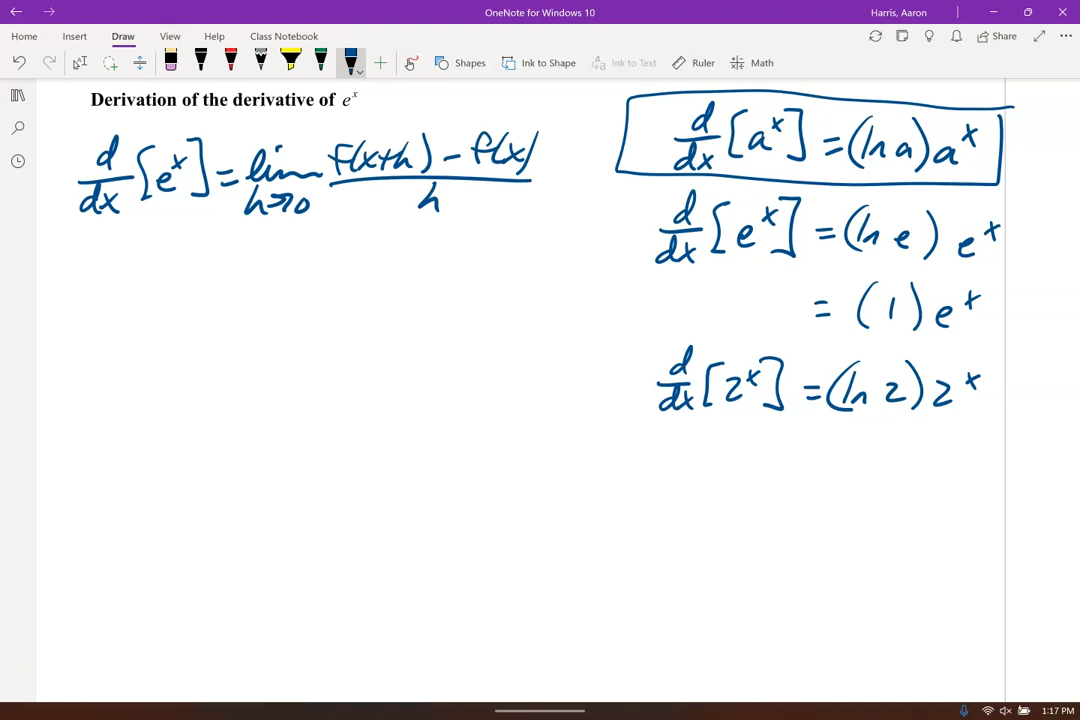 OneNote for Windows 10
Harris, Aaron
Home Insert Draw View Help Class Notebook
Share
Shapes Ink to Shape Ink to Text Ruler Math
Derivation of the derivative of e^x
d/dx [e^x] = lim h→0 f(x+h) - f(x) / h
d/dx [a^x] = (ln a) a^x
d/dx [e^x] = (ln e) e^x
= (1) e^x
d/dx [2^x] = (ln 2) 2^x
1:17 PM